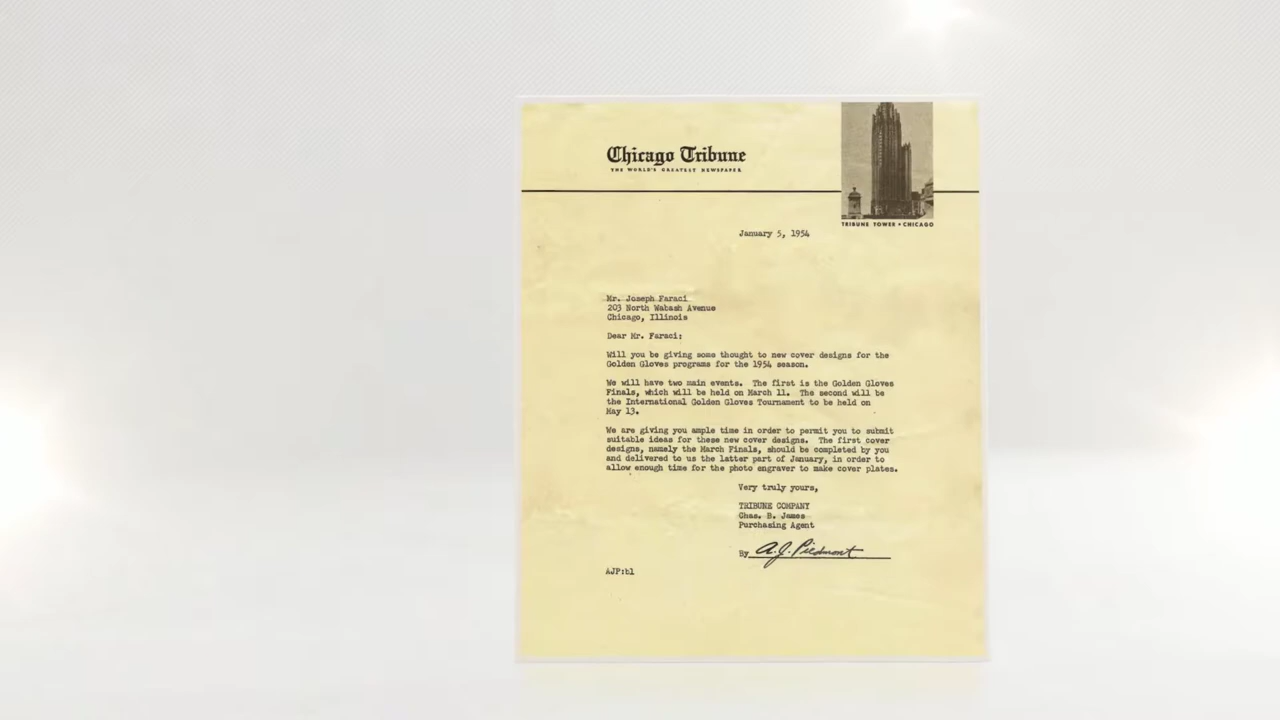 Chicago Tribune
THE WORLD'S GREATEST NEWSPAPER
TRIBUNE TOWER • CHICAGO
January 5, 1954
Mr. Joseph Faraci
203 North Wabash Avenue
Chicago, Illinois
Dear Mr. Faraci:
Will you be giving some thought to new cover designs for the
Golden Gloves programs for the 1954 season.
We will have two main events. The first is the Golden Gloves
Finals, which will be held on March 11. The second will be
the International Golden Gloves Tournament to be held on
May 13.
We are giving you ample time in order to permit you to submit
suitable ideas for these new cover designs. The first cover
designs, namely the March Finals, should be completed by you
and delivered to us the latter part of January, in order to
allow enough time for the photo engraver to make cover plates.
Very truly yours,
TRIBUNE COMPANY
Chas. B. James
Purchasing Agent
By A.J. Piedmont
AJP:bl